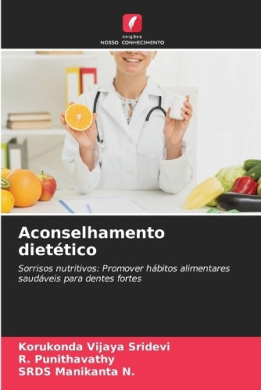 edições
NOSSO CONHECIMENTO
Aconselhamento
dietético
Sorrisos nutritivos: Promover hábitos alimentares
saudáveis para dentes fortes
Korukonda Vijaya Sridevi
R. Punithavathy
SRDS Manikanta N.